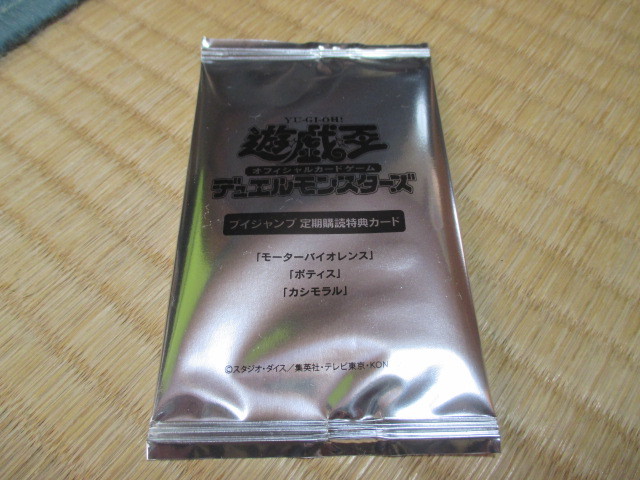 YU-GI-OH!
遊戯王
オフィシャルカードゲーム
デュエルモンスターズ
ブイジャンプ 定期購読特典カード
「モーターバイオレンス」
「ボティス」
「カシモラル」
©スタジオ・ダイス／集英社・テレビ東京・KON